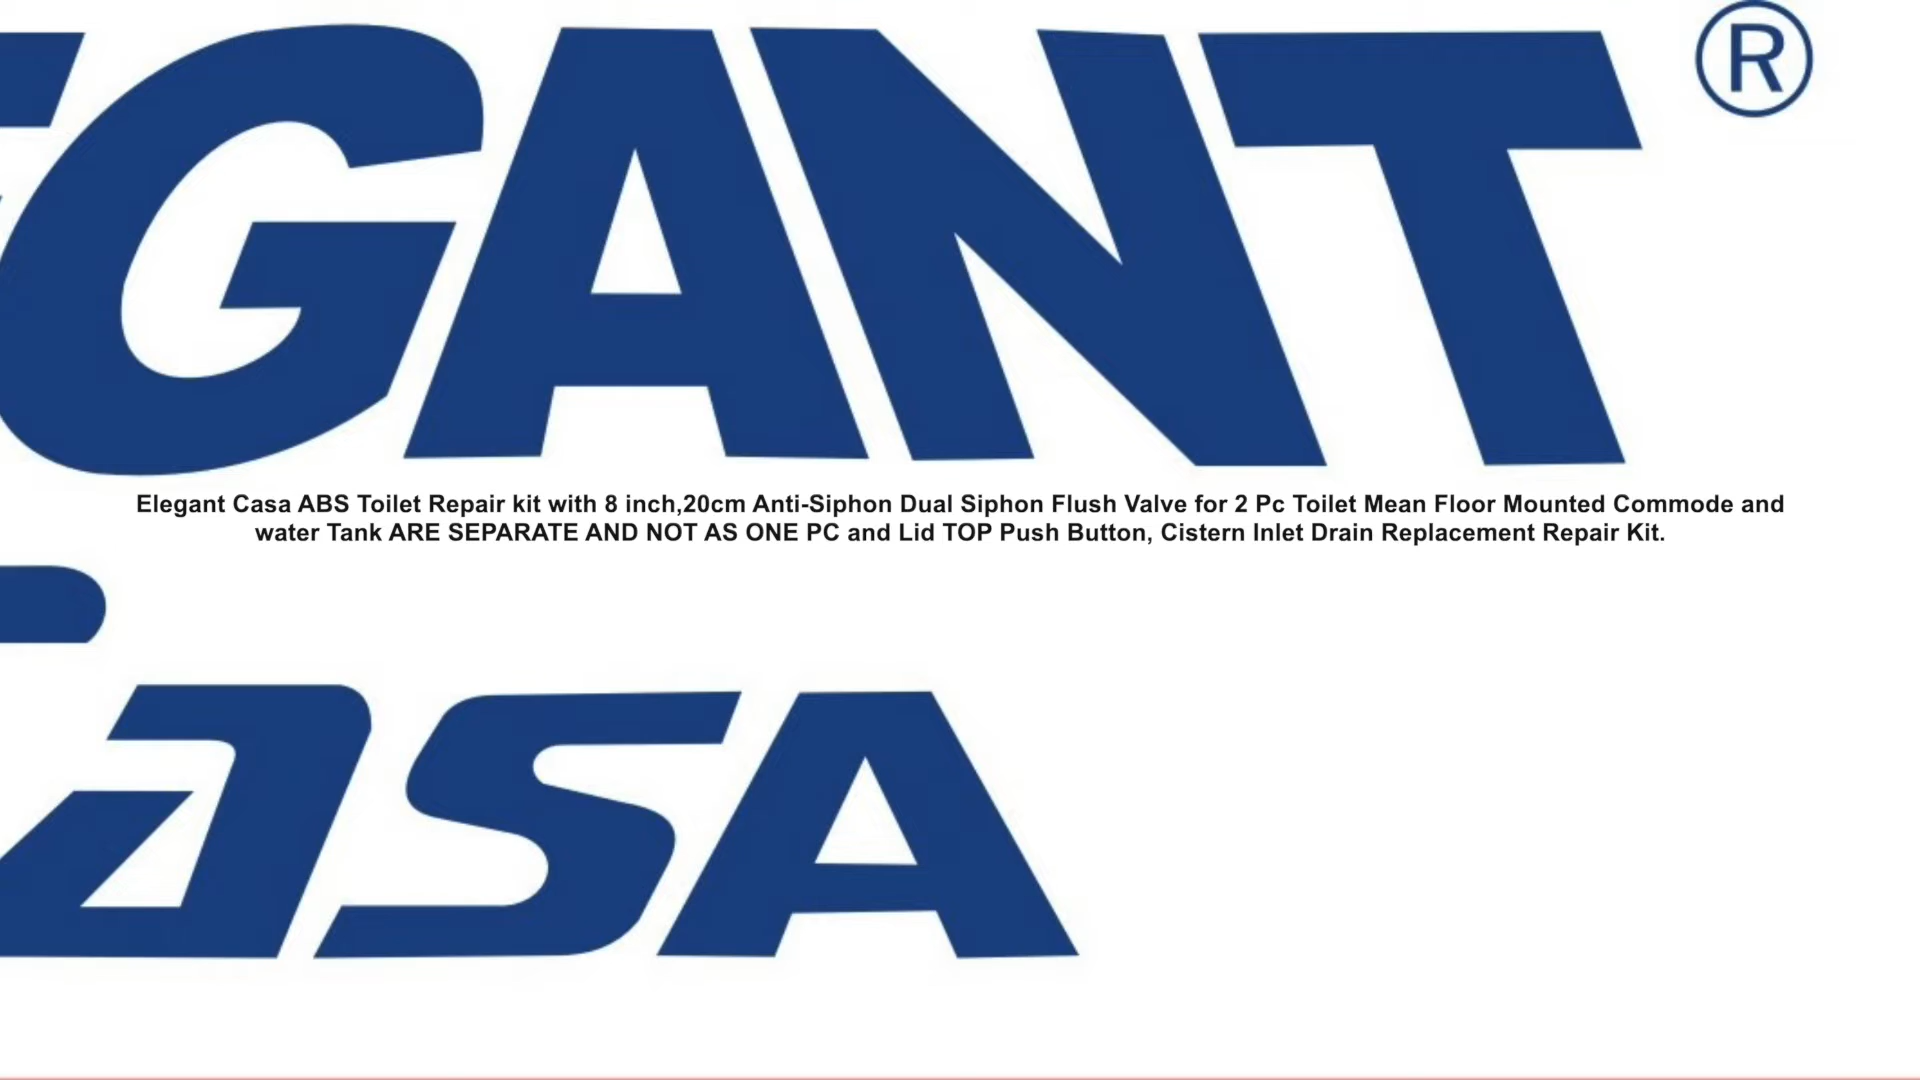 EGANT ®
Elegant Casa ABS Toilet Repair kit with 8 inch,20cm Anti-Siphon Dual Siphon Flush Valve for 2 Pc Toilet Mean Floor Mounted Commode and
water Tank ARE SEPARATE AND NOT AS ONE PC and Lid TOP Push Button, Cistern Inlet Drain Replacement Repair Kit.
CaSA